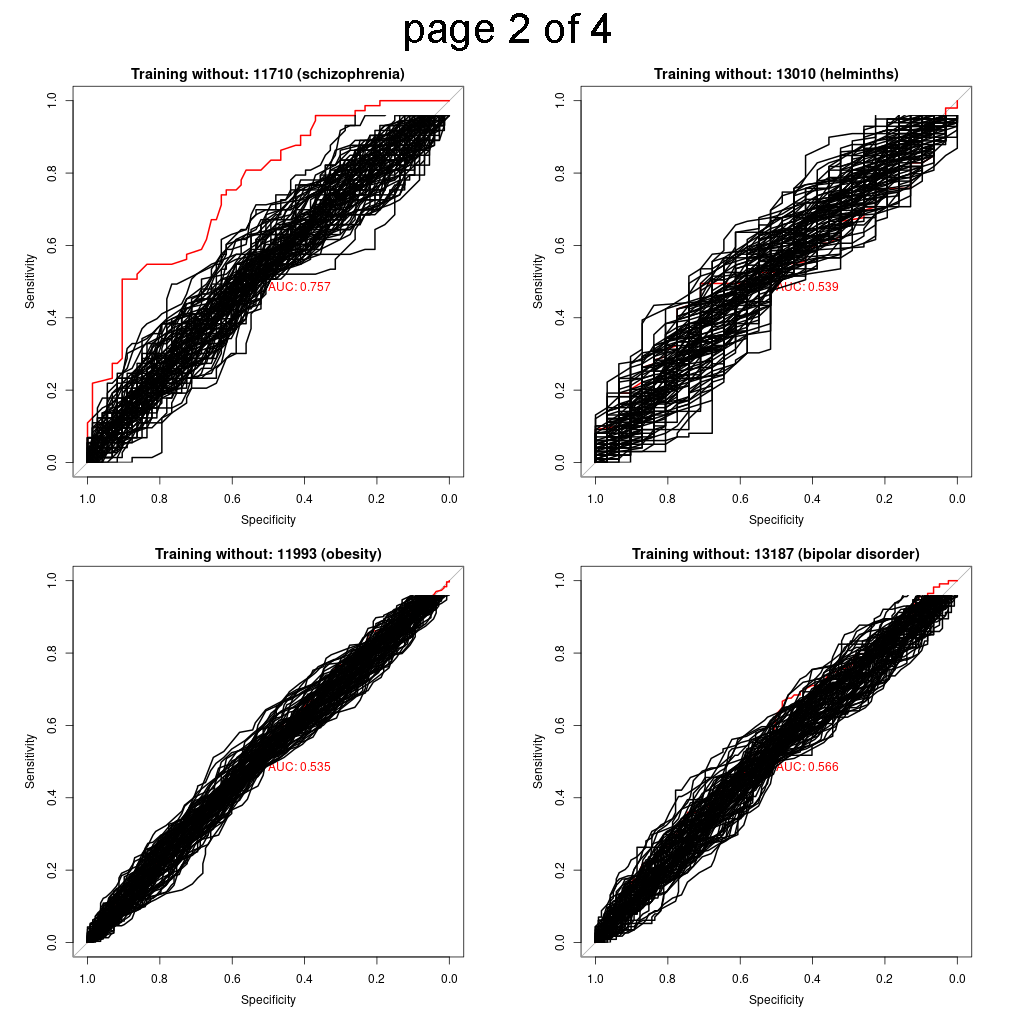 page 2 of 4
Training without: 11710 (schizophrenia)
1.0
0.8
0.6
0.4
0.2
0.0
Sensitivity
AUC: 0.757
1.0 0.8 0.6 0.4 0.2 0.0
Specificity
Training without: 13010 (helminths)
1.0
0.8
0.6
0.4
0.2
0.0
Sensitivity
AUC: 0.539
1.0 0.8 0.6 0.4 0.2 0.0
Specificity
Training without: 11993 (obesity)
1.0
0.8
0.6
0.4
0.2
0.0
Sensitivity
AUC: 0.535
1.0 0.8 0.6 0.4 0.2 0.0
Specificity
Training without: 13187 (bipolar disorder)
1.0
0.8
0.6
0.4
0.2
0.0
Sensitivity
AUC: 0.566
1.0 0.8 0.6 0.4 0.2 0.0
Specificity